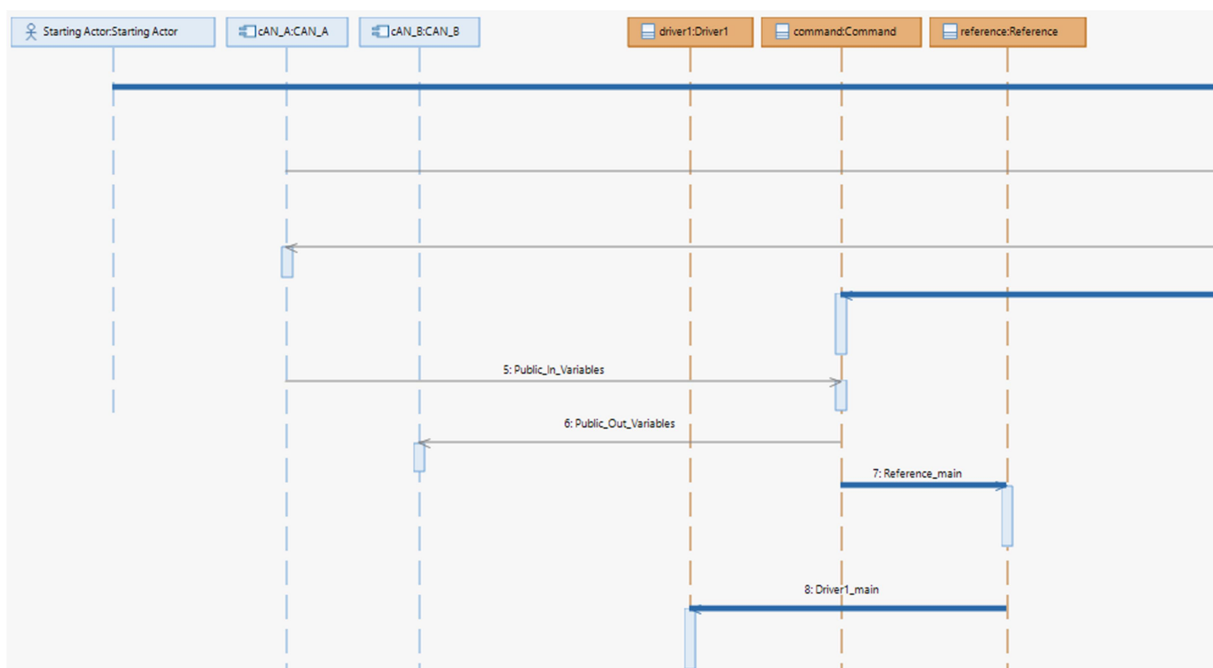 Starting Actor:Starting Actor
cAN_A:CAN_A
cAN_B:CAN_B
driver1:Driver1
command:Command
reference:Reference
5: Public_In_Variables
6: Public_Out_Variables
7: Reference_main
8: Driver1_main